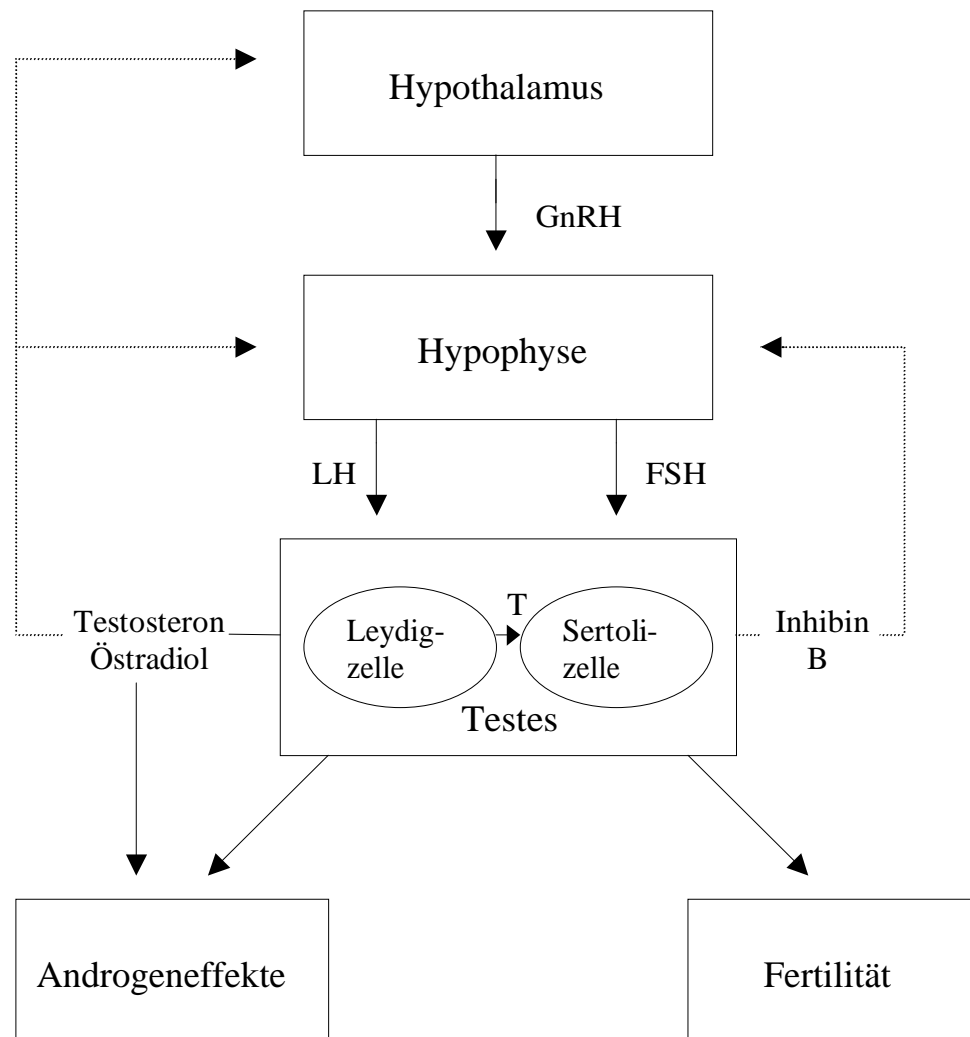 Hypothalamus
GnRH
Hypophyse
LH
FSH
Testosteron
Östradiol
Leydig-
zelle
T
Sertoli-
zelle
Testes
Inhibin
B
Androgeneffekte
Fertilität